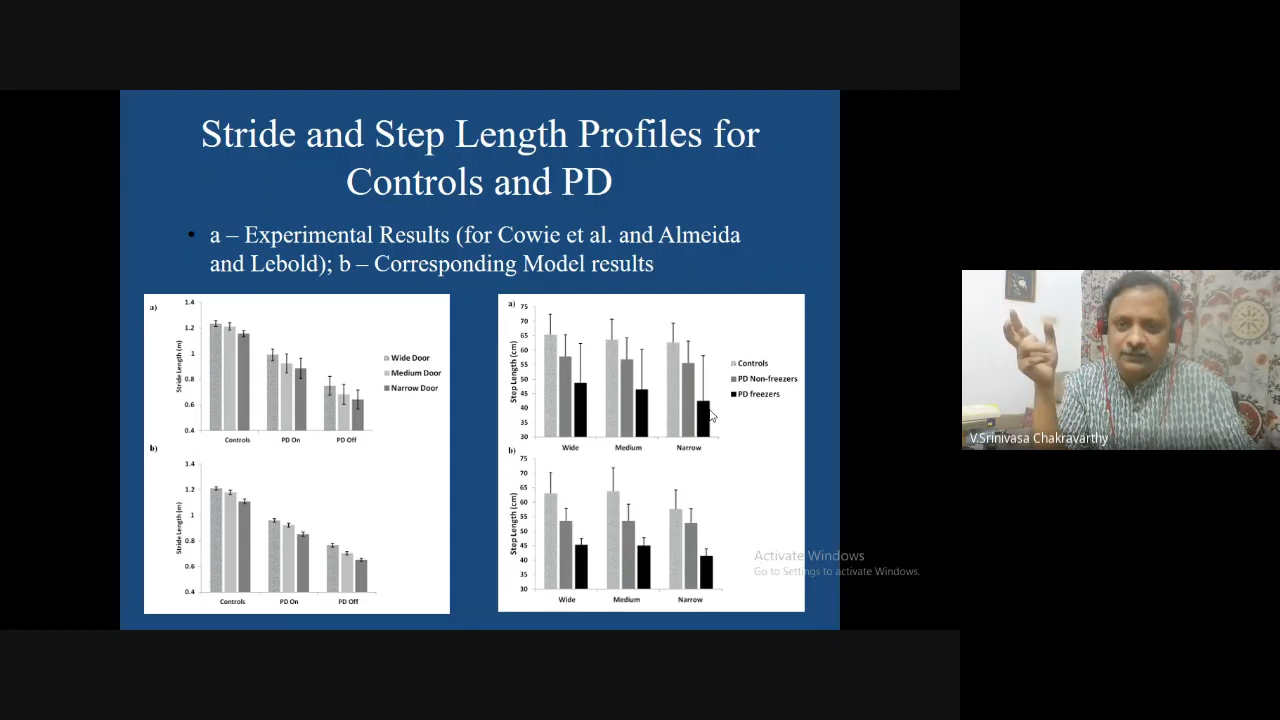 Stride and Step Length Profiles for
Controls and PD
• a – Experimental Results (for Cowie et al. and Almeida
and Lebold); b – Corresponding Model results
a)
1.4
1.2
1
0.8
0.6
0.4
Stride Length (m)
Controls PD On PD Off
Wide Door
Medium Door
Narrow Door
b)
1.4
1.2
1
0.8
0.6
0.4
Stride Length (m)
Controls PD On PD Off
a)
75
70
65
60
55
50
45
40
35
30
Step Length (cm)
Wide Medium Narrow
Controls
PD Non-freezers
PD freezers
b)
75
70
65
60
55
50
45
40
35
30
Step Length (cm)
Wide Medium Narrow
Activate Windows
Go to Settings to activate Windows.
V.Srinivasa Chakravarthy